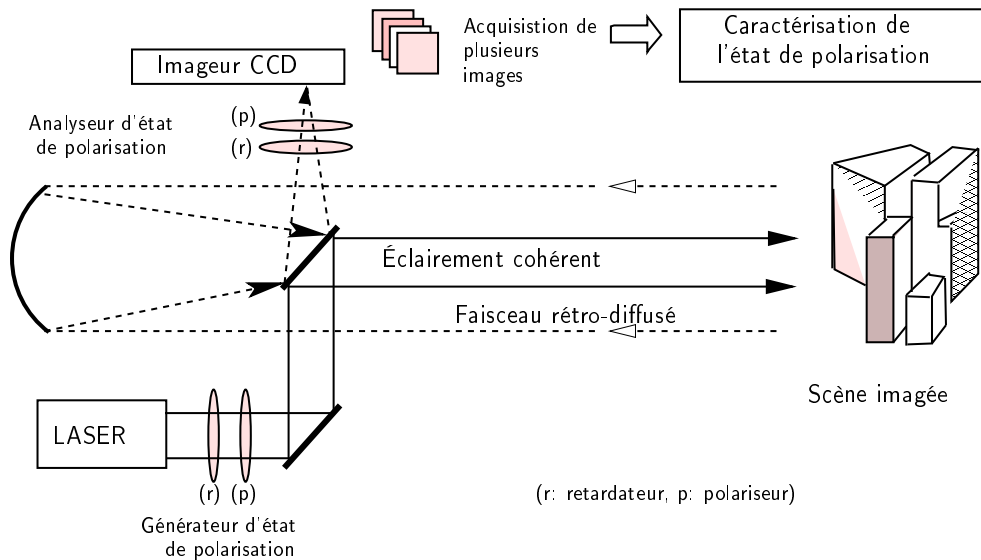 Acquisistion de
plusieurs
images
Caractérisation de
l'état de polarisation
Imageur CCD
Analyseur d'état
de polarisation
(p)
(r)
Éclairement cohérent
Faisceau rétro-diffusé
Scène imagée
LASER
(r) (p)
Générateur d'état
de polarisation
(r: retardateur, p: polariseur)